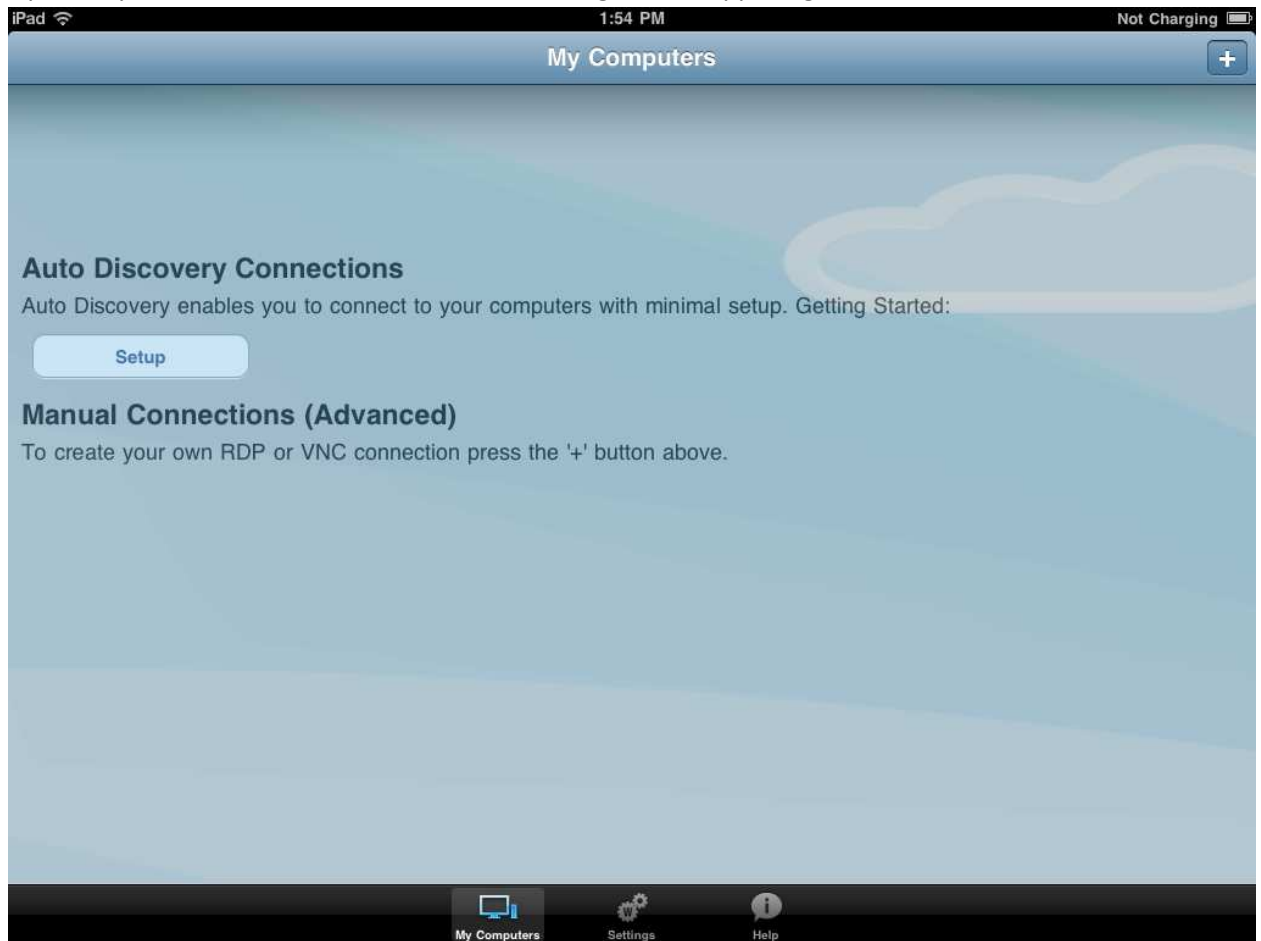 iPad
1:54 PM
Not Charging
My Computers
+
Auto Discovery Connections
Auto Discovery enables you to connect to your computers with minimal setup. Getting Started:
Setup
Manual Connections (Advanced)
To create your own RDP or VNC connection press the '+' button above.
My Computers
Settings
Help